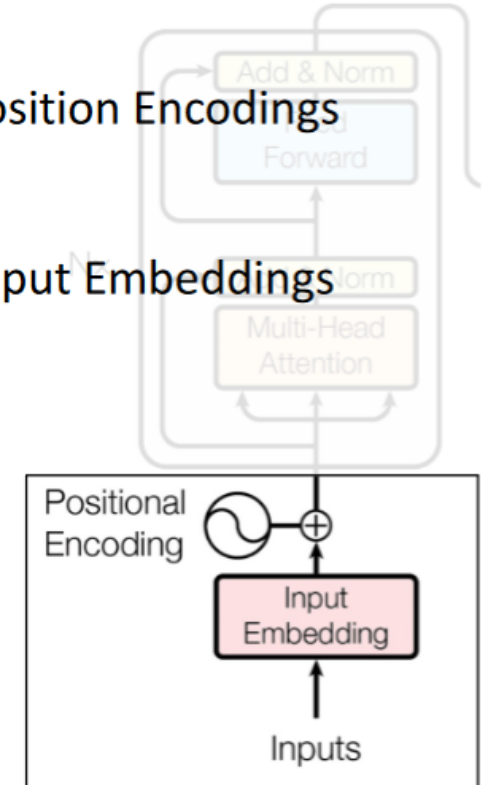 Add & Norm
osition Encodings
Forward
put Embeddings
Norm
Multi-Head
Attention
Positional
Encoding
Input
Embedding
Inputs